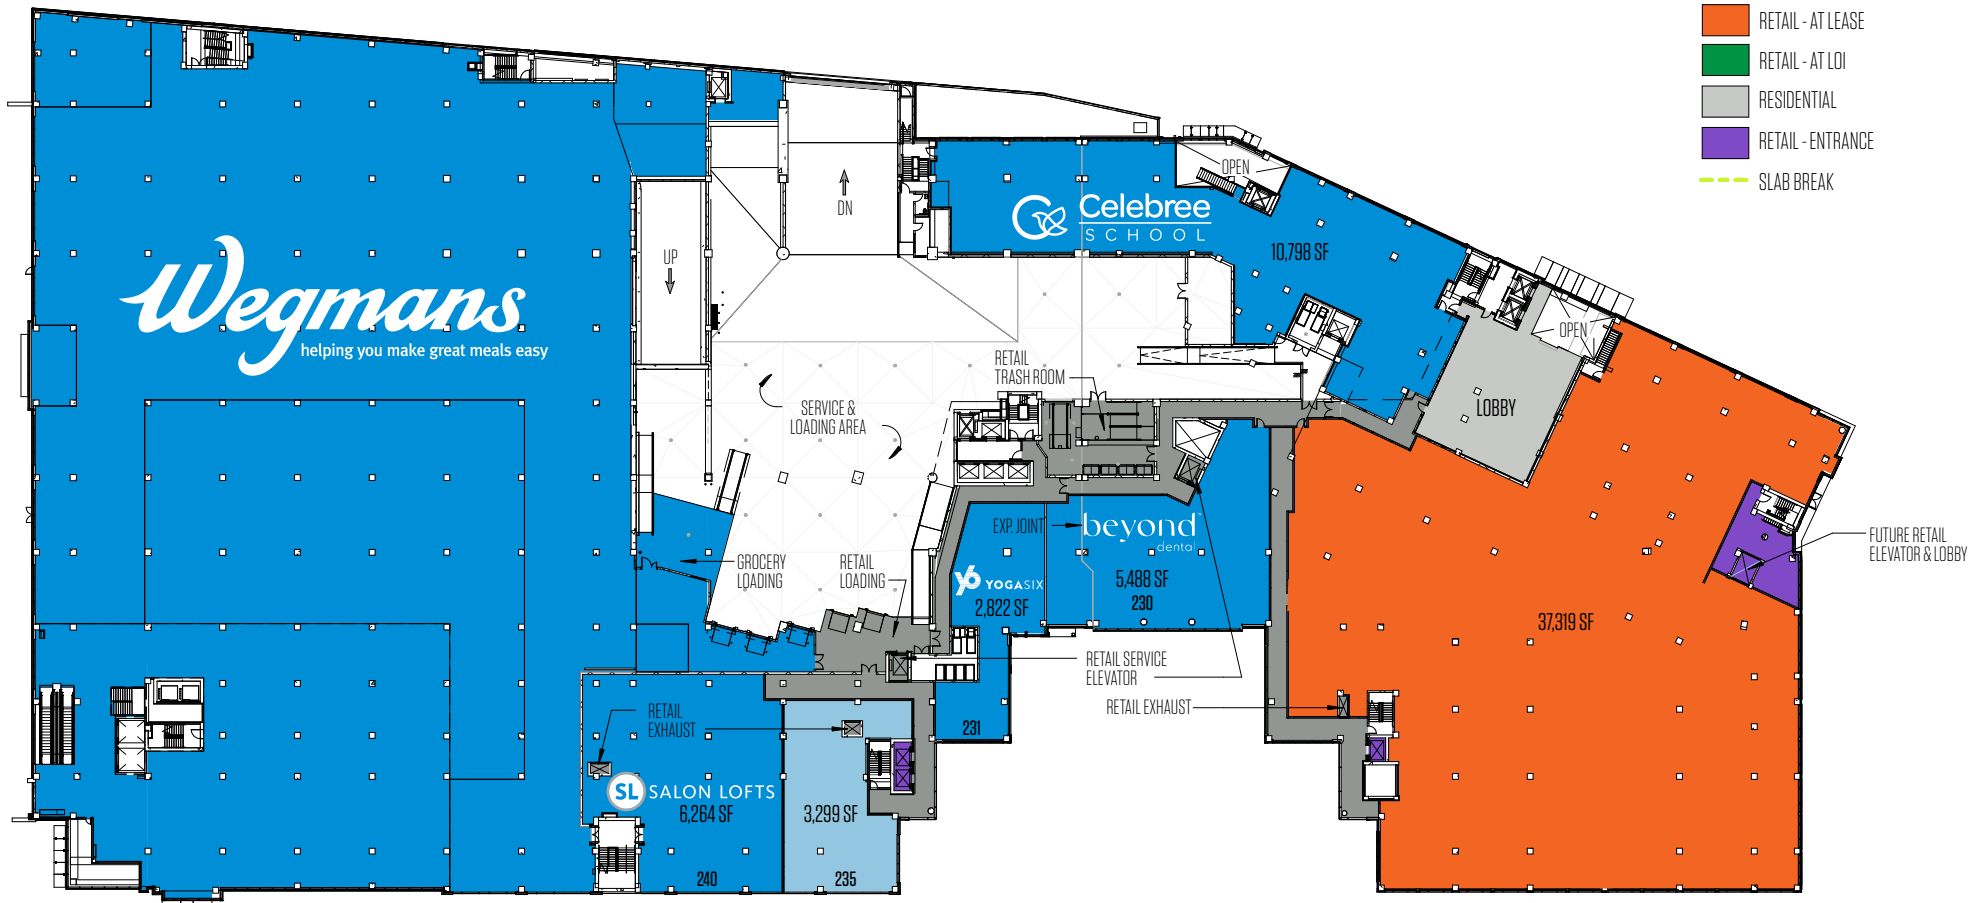 RETAIL - AT LEASE
RETAIL - AT LOI
RESIDENTIAL
RETAIL - ENTRANCE
SLAB BREAK
OPEN
DN
Celebree
SCHOOL
10,798 SF
UP
Wegmans
helping you make great meals easy
OPEN
RETAIL
TRASH ROOM
SERVICE &
LOADING AREA
LOBBY
EXP. JOINT
beyond
dental
FUTURE RETAIL
ELEVATOR & LOBBY
GROCERY
LOADING
RETAIL
LOADING
YOGASIX
2,822 SF
5,488 SF
230
37,319 SF
RETAIL SERVICE
ELEVATOR
RETAIL EXHAUST
RETAIL
EXHAUST
231
SL SALON LOFTS
6,264 SF
3,299 SF
240
235